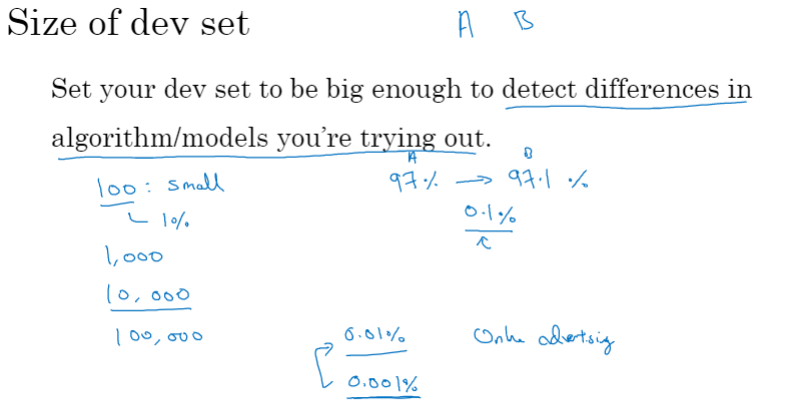 Size of dev set A B
Set your dev set to be big enough to detect differences in
algorithm/models you're trying out.
A B
100: small 97% → 97.1%
1% 0.1%
1,000
10,000
100,000 0.01% Online advertising
0.001%